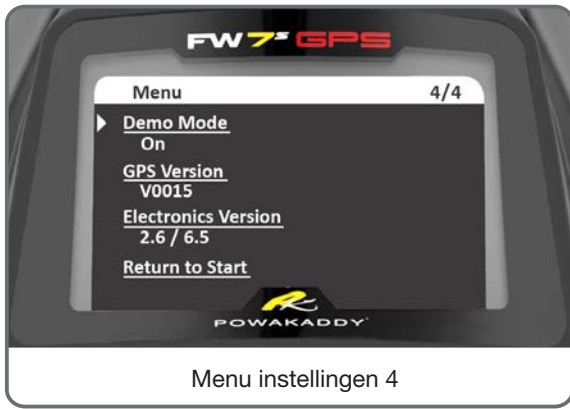 FW7s GPS
Menu 4/4
Demo Mode
On
GPS Version
V0015
Electronics Version
2.6 / 6.5
Return to Start
POWAKADDY
Menu instellingen 4